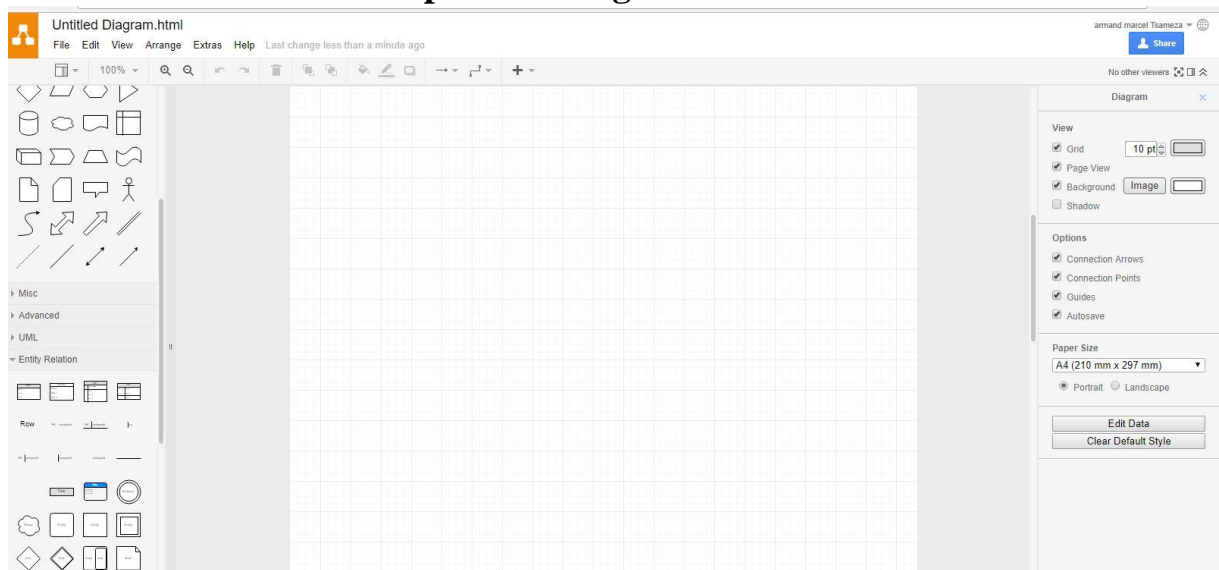 Untitled Diagram.html
armand marcel Tsameza
File Edit View Arrange Extras Help Last change less than a minute ago
Share
100%
No other viewers
Diagram
View
Grid 10 pt
Page View
Background Image
Shadow
Options
Connection Arrows
Connection Points
Guides
Autosave
Paper Size
A4 (210 mm x 297 mm)
Portrait Landscape
Edit Data
Clear Default Style
Misc
Advanced
UML
Entity Relation
Row